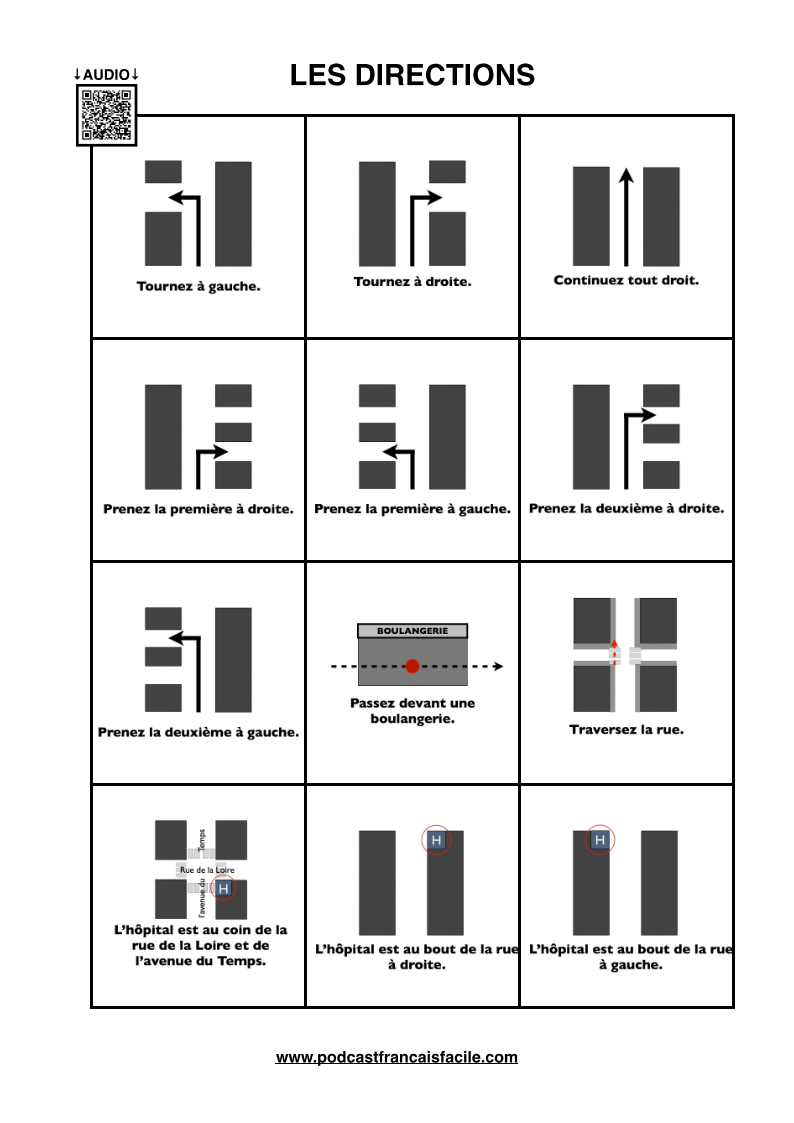 ↓AUDIO↓
LES DIRECTIONS
Tournez à gauche.
Tournez à droite.
Continuez tout droit.
Prenez la première à droite.
Prenez la première à gauche.
Prenez la deuxième à droite.
Prenez la deuxième à gauche.
BOULANGERIE
Passez devant une
boulangerie.
Traversez la rue.
Temps
Rue de la Loire
l'avenue du
H
L'hôpital est au coin de la
rue de la Loire et de
l'avenue du Temps.
H
L'hôpital est au bout de la rue
à droite.
H
L'hôpital est au bout de la rue
à gauche.
www.podcastfrancaisfacile.com